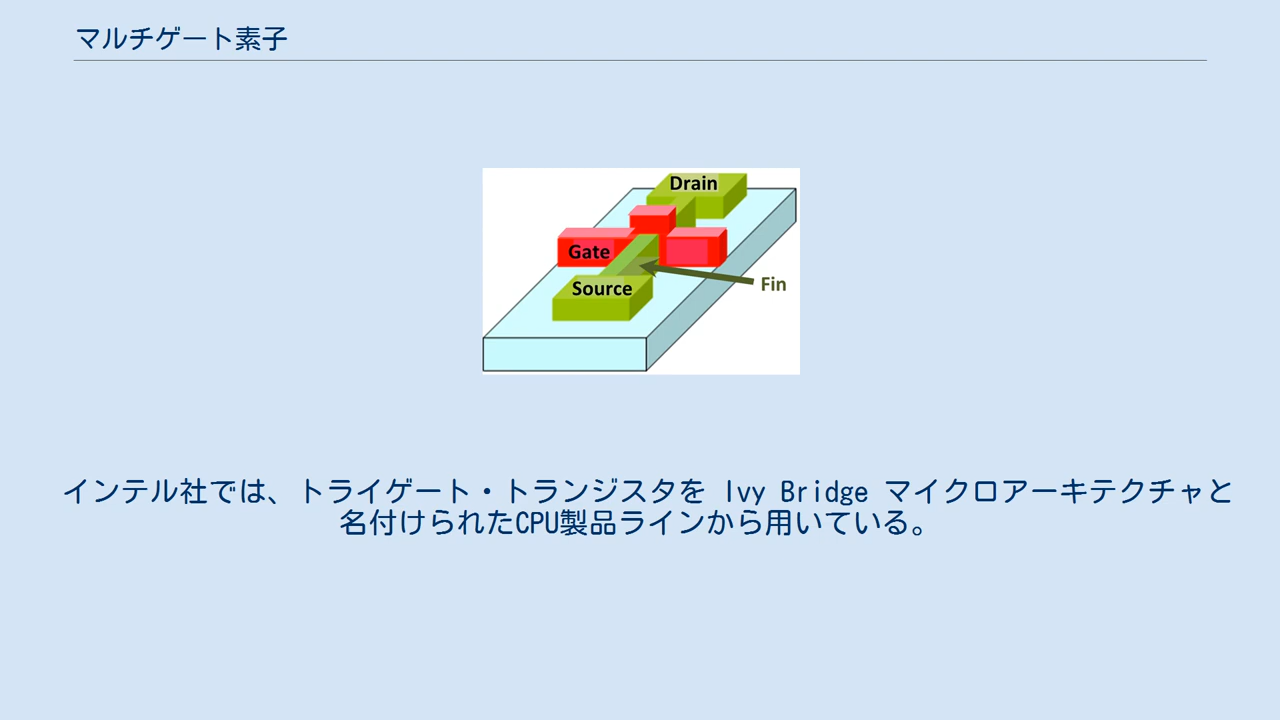 マルチゲート素子
Drain
Gate
Source
Fin
インテル社では、トライゲート・トランジスタを Ivy Bridge マイクロアーキテクチャと
名付けられたCPU製品ラインから用いている。